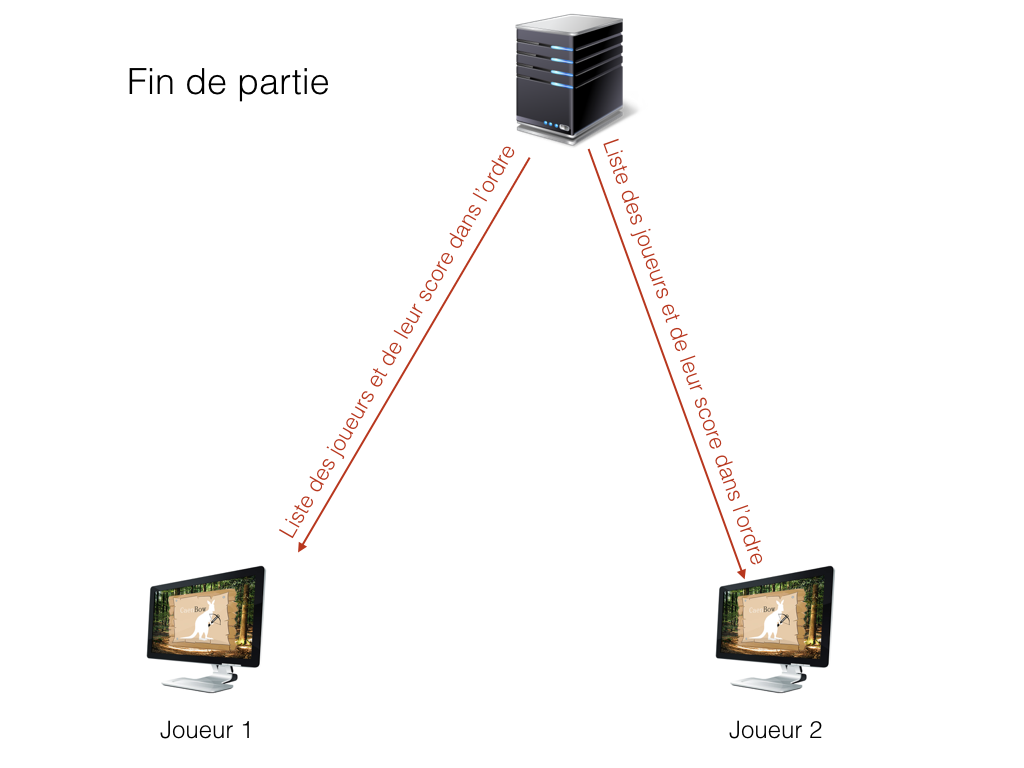 Fin de partie
Liste des joueurs et de leur score dans l'ordre
Liste des joueurs et de leur score dans l'ordre
Joueur 1
Joueur 2